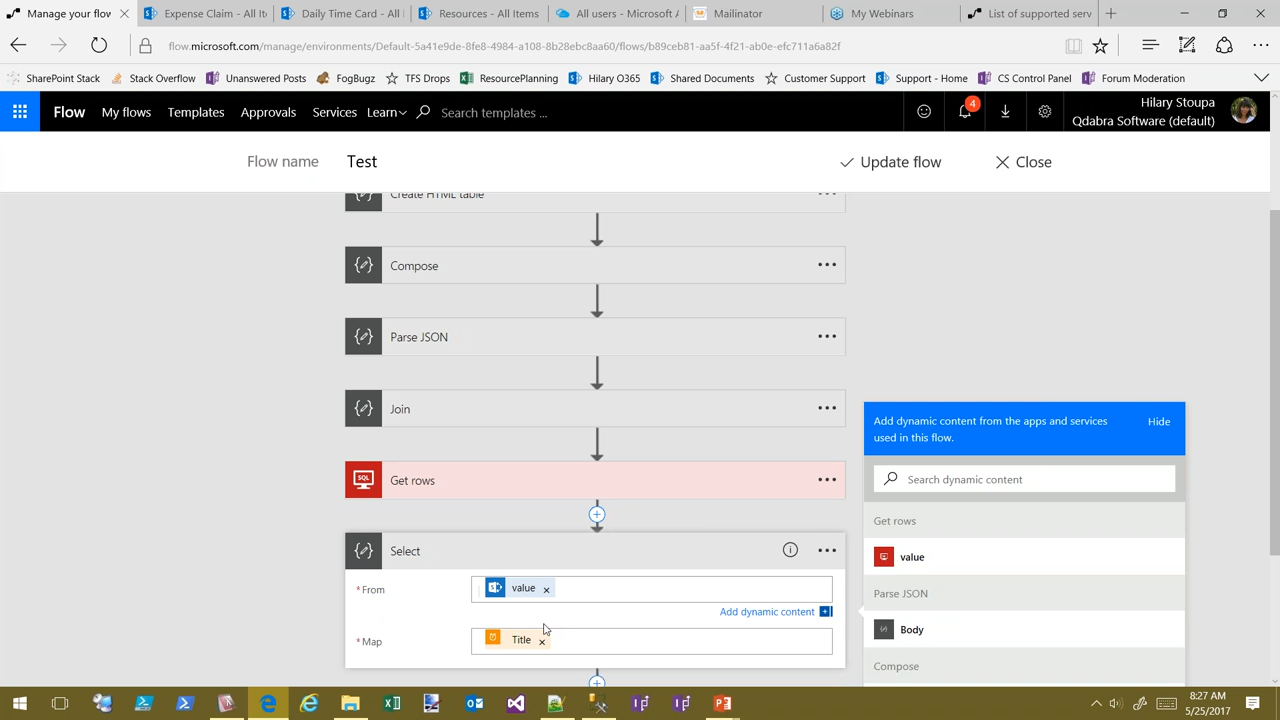 Manage your flow
Expense Claim - All Ite
Daily Time Card - All I
Resources - All Items
All users - Microsoft A
Mailinator
My Webinars
List of supported serv
flow.microsoft.com/manage/environments/Default-5a41e9de-8fe8-4984-a108-8b28ebc8aa60/flows/b89ceb81-aa5f-4f21-ab0e-efc711a6a82f
SharePoint Stack
Stack Overflow
Unanswered Posts
FogBugz
TFS Drops
ResourcePlanning
Hilary O365
Shared Documents
Customer Support
Support - Home
CS Control Panel
Forum Moderation
Flow
My flows
Templates
Approvals
Services
Learn
Search templates ...
4
Hilary Stoupa
Qdabra Software (default)
Flow name
Test
Update flow
Close
Create HTML table
Compose
Parse JSON
Join
SQL
Get rows
Select
*From
value
Add dynamic content
*Map
Title
Add dynamic content from the apps and services
used in this flow.
Hide
Search dynamic content
Get rows
value
Parse JSON
Body
Compose
8:27 AM
5/25/2017